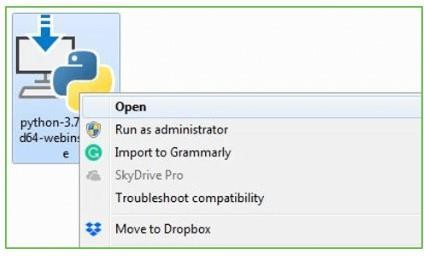 python-3.7
d64-webins
e
Open
Run as administrator
Import to Grammarly
SkyDrive Pro
Troubleshoot compatibility
Move to Dropbox